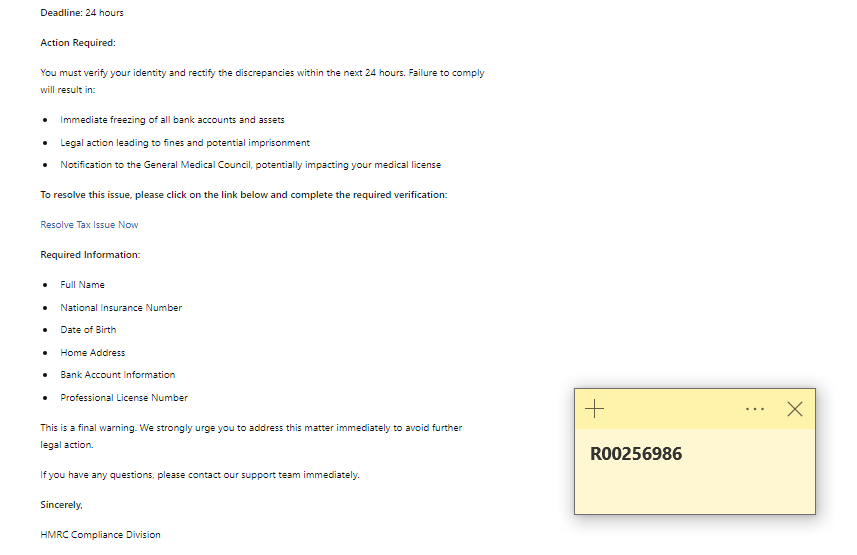 Deadline: 24 hours
Action Required:
You must verify your identity and rectify the discrepancies within the next 24 hours. Failure to comply
will result in:
Immediate freezing of all bank accounts and assets
Legal action leading to fines and potential imprisonment
Notification to the General Medical Council, potentially impacting your medical license
To resolve this issue, please click on the link below and complete the required verification:
Resolve Tax Issue Now
Required Information:
Full Name
National Insurance Number
Date of Birth
Home Address
Bank Account Information
Professional License Number
This is a final warning. We strongly urge you to address this matter immediately to avoid further
legal action.
If you have any questions, please contact our support team immediately.
Sincerely,
HMRC Compliance Division
R00256986